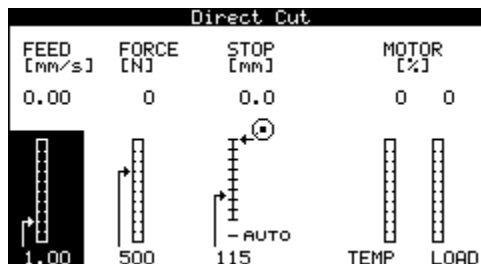 Direct Cut
FEED FORCE STOP MOTOR
[mm/s] [N] [mm] [%]
0.00 0 0.0 0 0
AUTO
1.00 500 115 TEMP LOAD